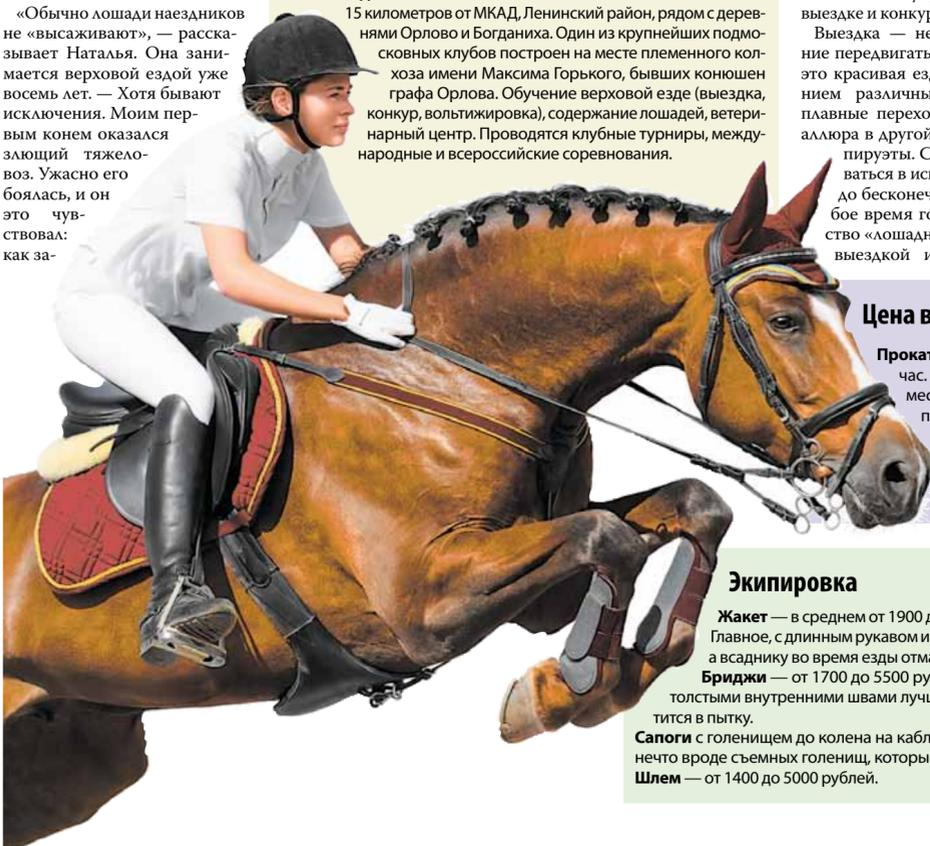 «Обычно лошади наездников
не «высаживают», — расска-
зывает Наталья. Она зани-
мается верховой ездой уже
восемь лет. — Хотя бывают
исключения. Моим пер-
вым конем оказался
злющий тяжело-
воз. Ужасно его
боялась, и он
это чув-
ствовал:
как за-
15 километров от МКАД, Ленинский район, рядом с дерев-
нями Орлово и Богданиха. Один из крупнейших подмо-
сковных клубов построен на месте племенного кол-
хоза имени Максима Горького, бывших конюшен
графа Орлова. Обучение верховой езде (выездка,
конкур, вольтижировка), содержание лошадей, ветери-
нарный центр. Проводятся клубные турниры, между-
народные и всероссийские соревнования.
выездке и конкур
Выездка — не
ние передвигать
это красивая езд
нием различны
плавные перехо
аллюра в другой
пируэты. С
ваться в ис
до бесконеч
бое время го
ство «лошадн
выездкой и
Цена в
Прокат
час.
мес
п
Экипировка
Жакет — в среднем от 1900 д
Главное, с длинным рукавом и
а всаднику во время езды отма
Бриджи — от 1700 до 5500 ру
толстыми внутренними швами лучш
тится в пытку.
Сапоги с голенищем до колена на кабл
нечто вроде съемных голенищ, которы
Шлем — от 1400 до 5000 рублей.